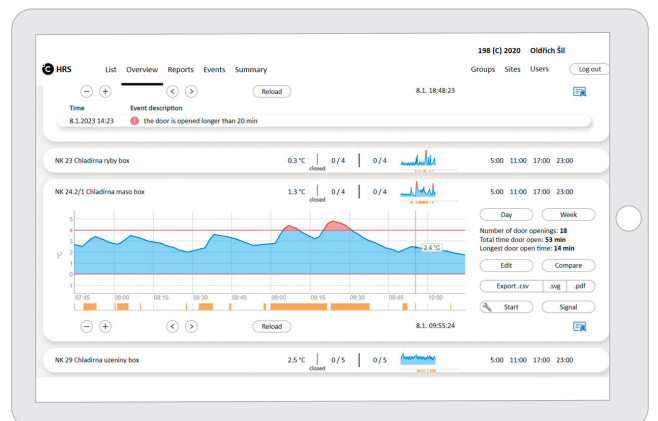 198 (C) 2020 Oldřich Šil
°C HRS List Overview Reports Events Summary Groups Sites Users Log out
− + < > Reload 8.1. 18:48:23
Time Event description
8.1.2023 14:23 ! the door is opened longer than 20 min
NK 23 Chladírna ryby box 0.3 °C closed 0 / 4 0 / 4 5:00 11:00 17:00 23:00
NK 24.2/1 Chladírna maso box 1.3 °C closed 0 / 4 0 / 4 5:00 11:00 17:00 23:00
°C
5
4
3
2
1
0
-1
2.4 °C
07:45 08:00 08:15 08:30 08:45 09:00 08:15 09:30 09:45 10:00
Day Week
Number of door openings: 18
Total time door open: 53 min
Longest door open time: 14 min
Edit Compare
Export .csv .svg .pdf
Start Signal
− + < > Reload 8.1. 09:55:24
NK 29 Chladírna uzeniny box 2.5 °C closed 0 / 5 0 / 5 5:00 11:00 17:00 23:00